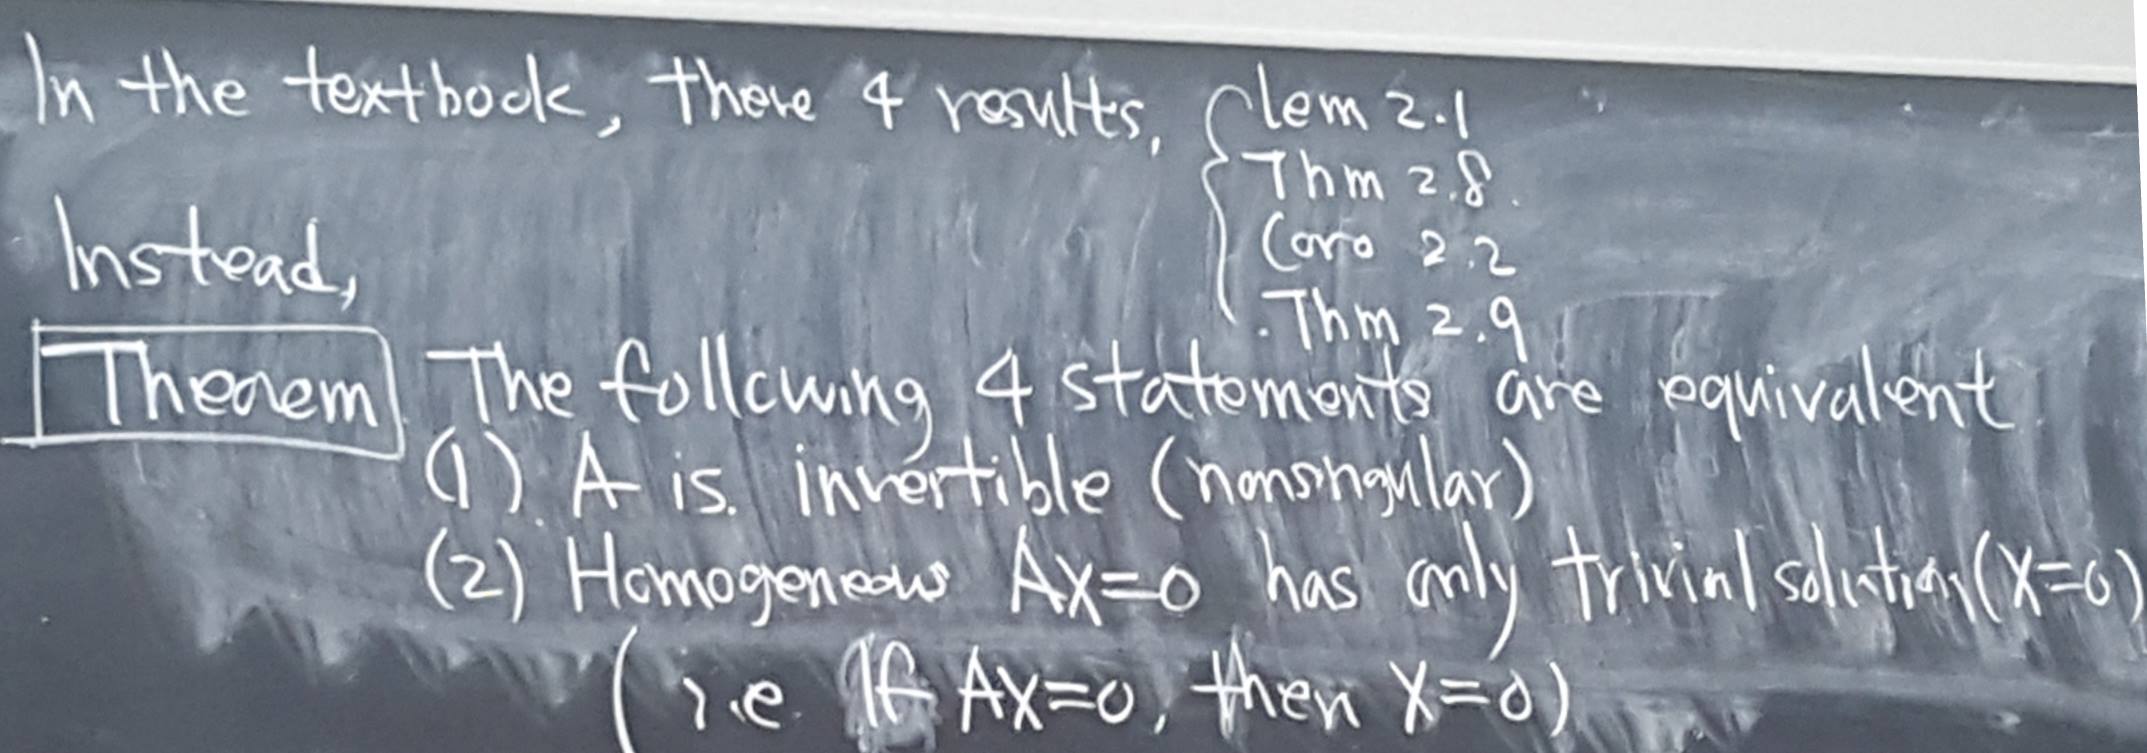 In the textbook, there 4 results, { lem 2.1
Thm 2.8.
Coro 2.2
Thm 2.9
Instead,
Theorem The following 4 statements are equivalent
(1) A is invertible (nonsingular)
(2) Homogeneous AX=0 has only trivial solution (X=0)
(i.e. If AX=0, then X=0)